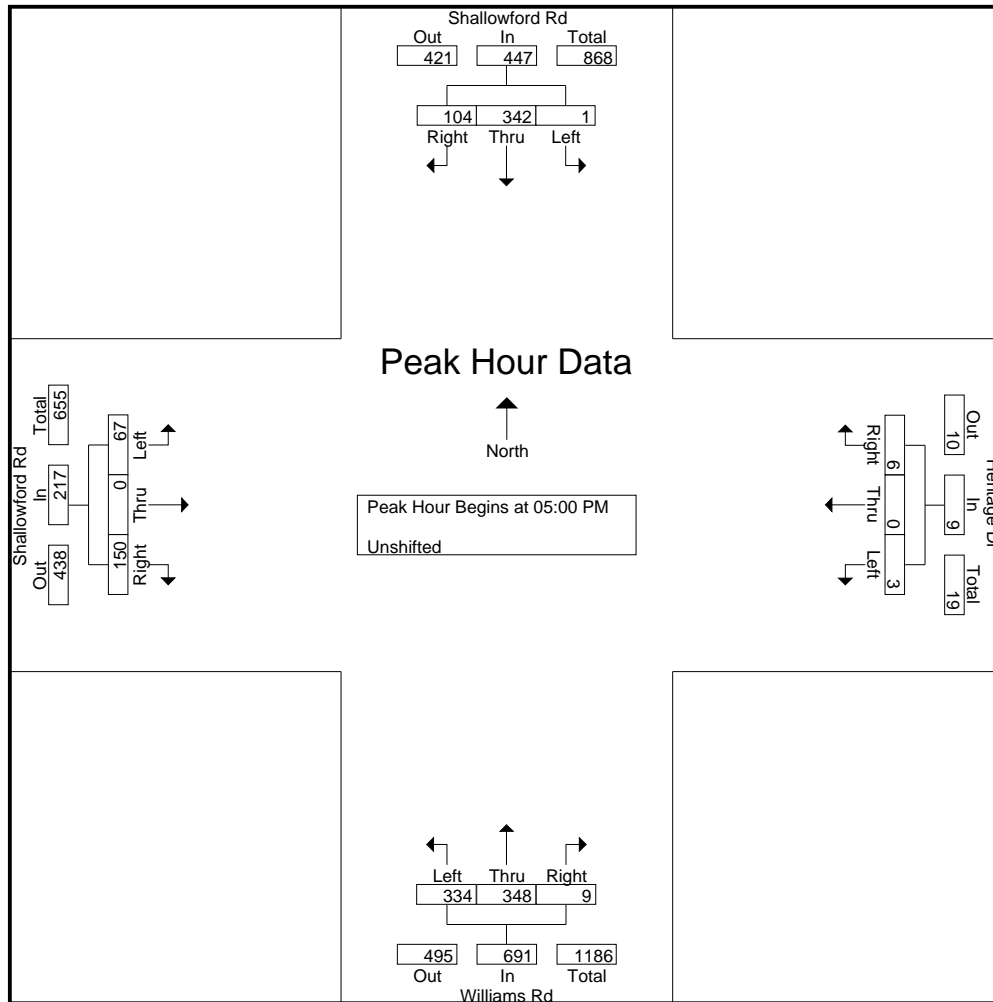 Shallowford Rd
Out In Total
421 447 868
104 342 1
Right Thru Left
Peak Hour Data
North
Peak Hour Begins at 05:00 PM
Unshifted
Shallowford Rd
Total In Out
655 217 438
67 0 150
Left Thru Right
Heritage Dr
Out In Total
10 9 19
6 0 3
Right Thru Left
Left Thru Right
334 348 9
495 691 1186
Out In Total
Williams Rd